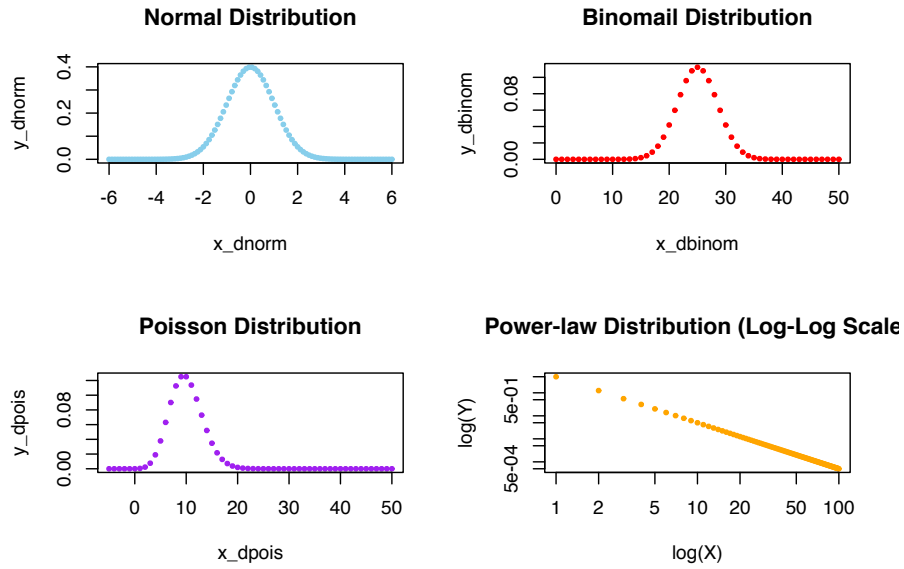 Normal Distribution
y_dnorm
0.0 0.2 0.4
-6 -4 -2 0 2 4 6
x_dnorm
Binomail Distribution
y_dbinom
0.00 0.08
0 10 20 30 40 50
x_dbinom
Poisson Distribution
y_dpois
0.00 0.08
0 10 20 30 40 50
x_dpois
Power-law Distribution (Log-Log Scale
log(Y)
5e-04 5e-01
1 2 5 10 20 50 100
log(X)